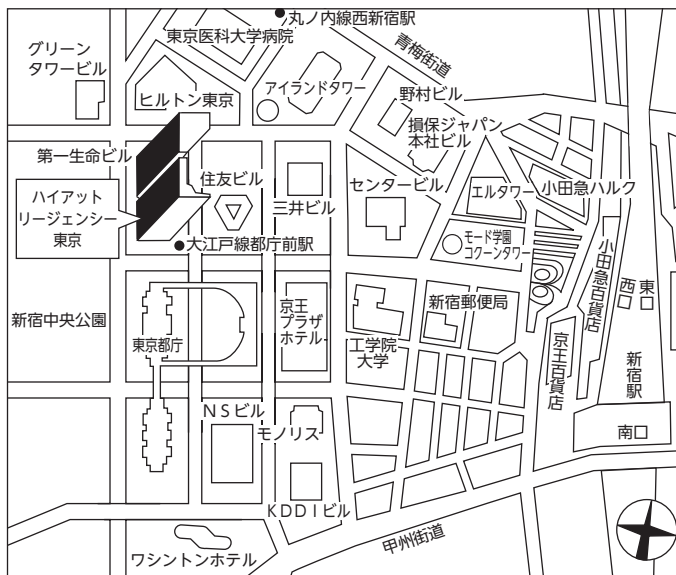 丸ノ内線西新宿駅
東京医科大学病院
青梅街道
グリーン
タワービル
アイランドタワー
ヒルトン東京
野村ビル
損保ジャパン
本社ビル
第一生命ビル
住友ビル
センタービル
エルタワー
小田急ハルク
ハイアット
リージェンシー
東京
三井ビル
モード学園
コクーンタワー
大江戸線都庁前駅
小田急百貨店
東口
西口
新宿中央公園
東京都庁
京王
プラザ
ホテル
新宿郵便局
工学院
大学
京王百貨店
新宿駅
NSビル
モノリス
南口
KDDIビル
甲州街道
ワシントンホテル